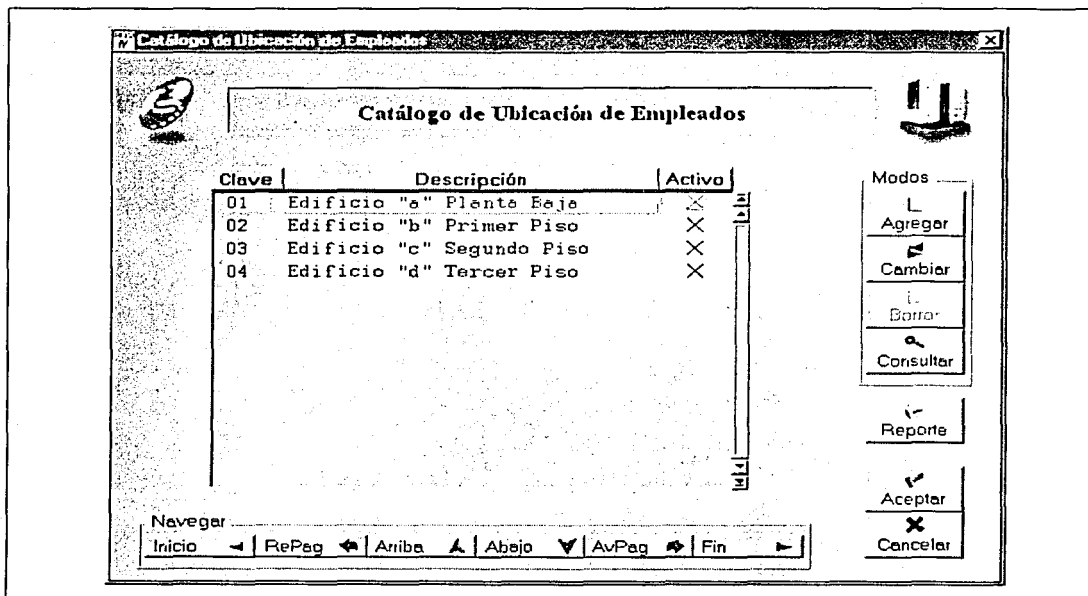 Catálogo de Ubicación de Empleados
Catálogo de Ubicación de Empleados
Clave Descripción Activo
01 Edificio "a" Planta Baja
02 Edificio "b" Primer Piso
03 Edificio "c" Segundo Piso
04 Edificio "d" Tercer Piso
Modos
Agregar
Cambiar
Borrar
Consultar
Reporte
Aceptar
Cancelar
Navegar
Inicio RePag Arriba Abajo AvPag Fin